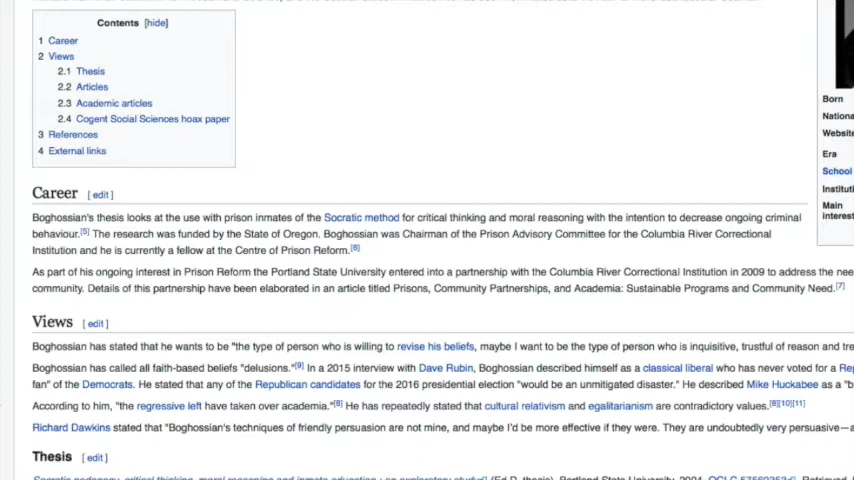 Contents [hide]
1 Career
2 Views
2.1 Thesis
2.2 Articles
2.3 Academic articles
2.4 Cogent Social Sciences hoax paper
3 References
4 External links
Born
Nationa
Website
Era
School
Instituti
Main
interest
Career [ edit ]
Boghossian's thesis looks at the use with prison inmates of the Socratic method for critical thinking and moral reasoning with the intention to decrease ongoing criminal
behaviour.[5] The research was funded by the State of Oregon. Boghossian was Chairman of the Prison Advisory Committee for the Columbia River Correctional
Institution and he is currently a fellow at the Centre of Prison Reform.[6]
As part of his ongoing interest in Prison Reform the Portland State University entered into a partnership with the Columbia River Correctional Institution in 2009 to address the nee
community. Details of this partnership have been elaborated in an article titled Prisons, Community Partnerships, and Academia: Sustainable Programs and Community Need.[7]
Views [ edit ]
Boghossian has stated that he wants to be "the type of person who is willing to revise his beliefs, maybe I want to be the type of person who is inquisitive, trustful of reason and tre
Boghossian has called all faith-based beliefs "delusions."[9] In a 2015 interview with Dave Rubin, Boghossian described himself as a classical liberal who has never voted for a Rep
fan" of the Democrats. He stated that any of the Republican candidates for the 2016 presidential election "would be an unmitigated disaster." He described Mike Huckabee as a "b
According to him, "the regressive left have taken over academia."[8] He has repeatedly stated that cultural relativism and egalitarianism are contradictory values.[8][10][11]
Richard Dawkins stated that "Boghossian's techniques of friendly persuasion are not mine, and maybe I'd be more effective if they were. They are undoubtedly very persuasive—a
Thesis [ edit ]